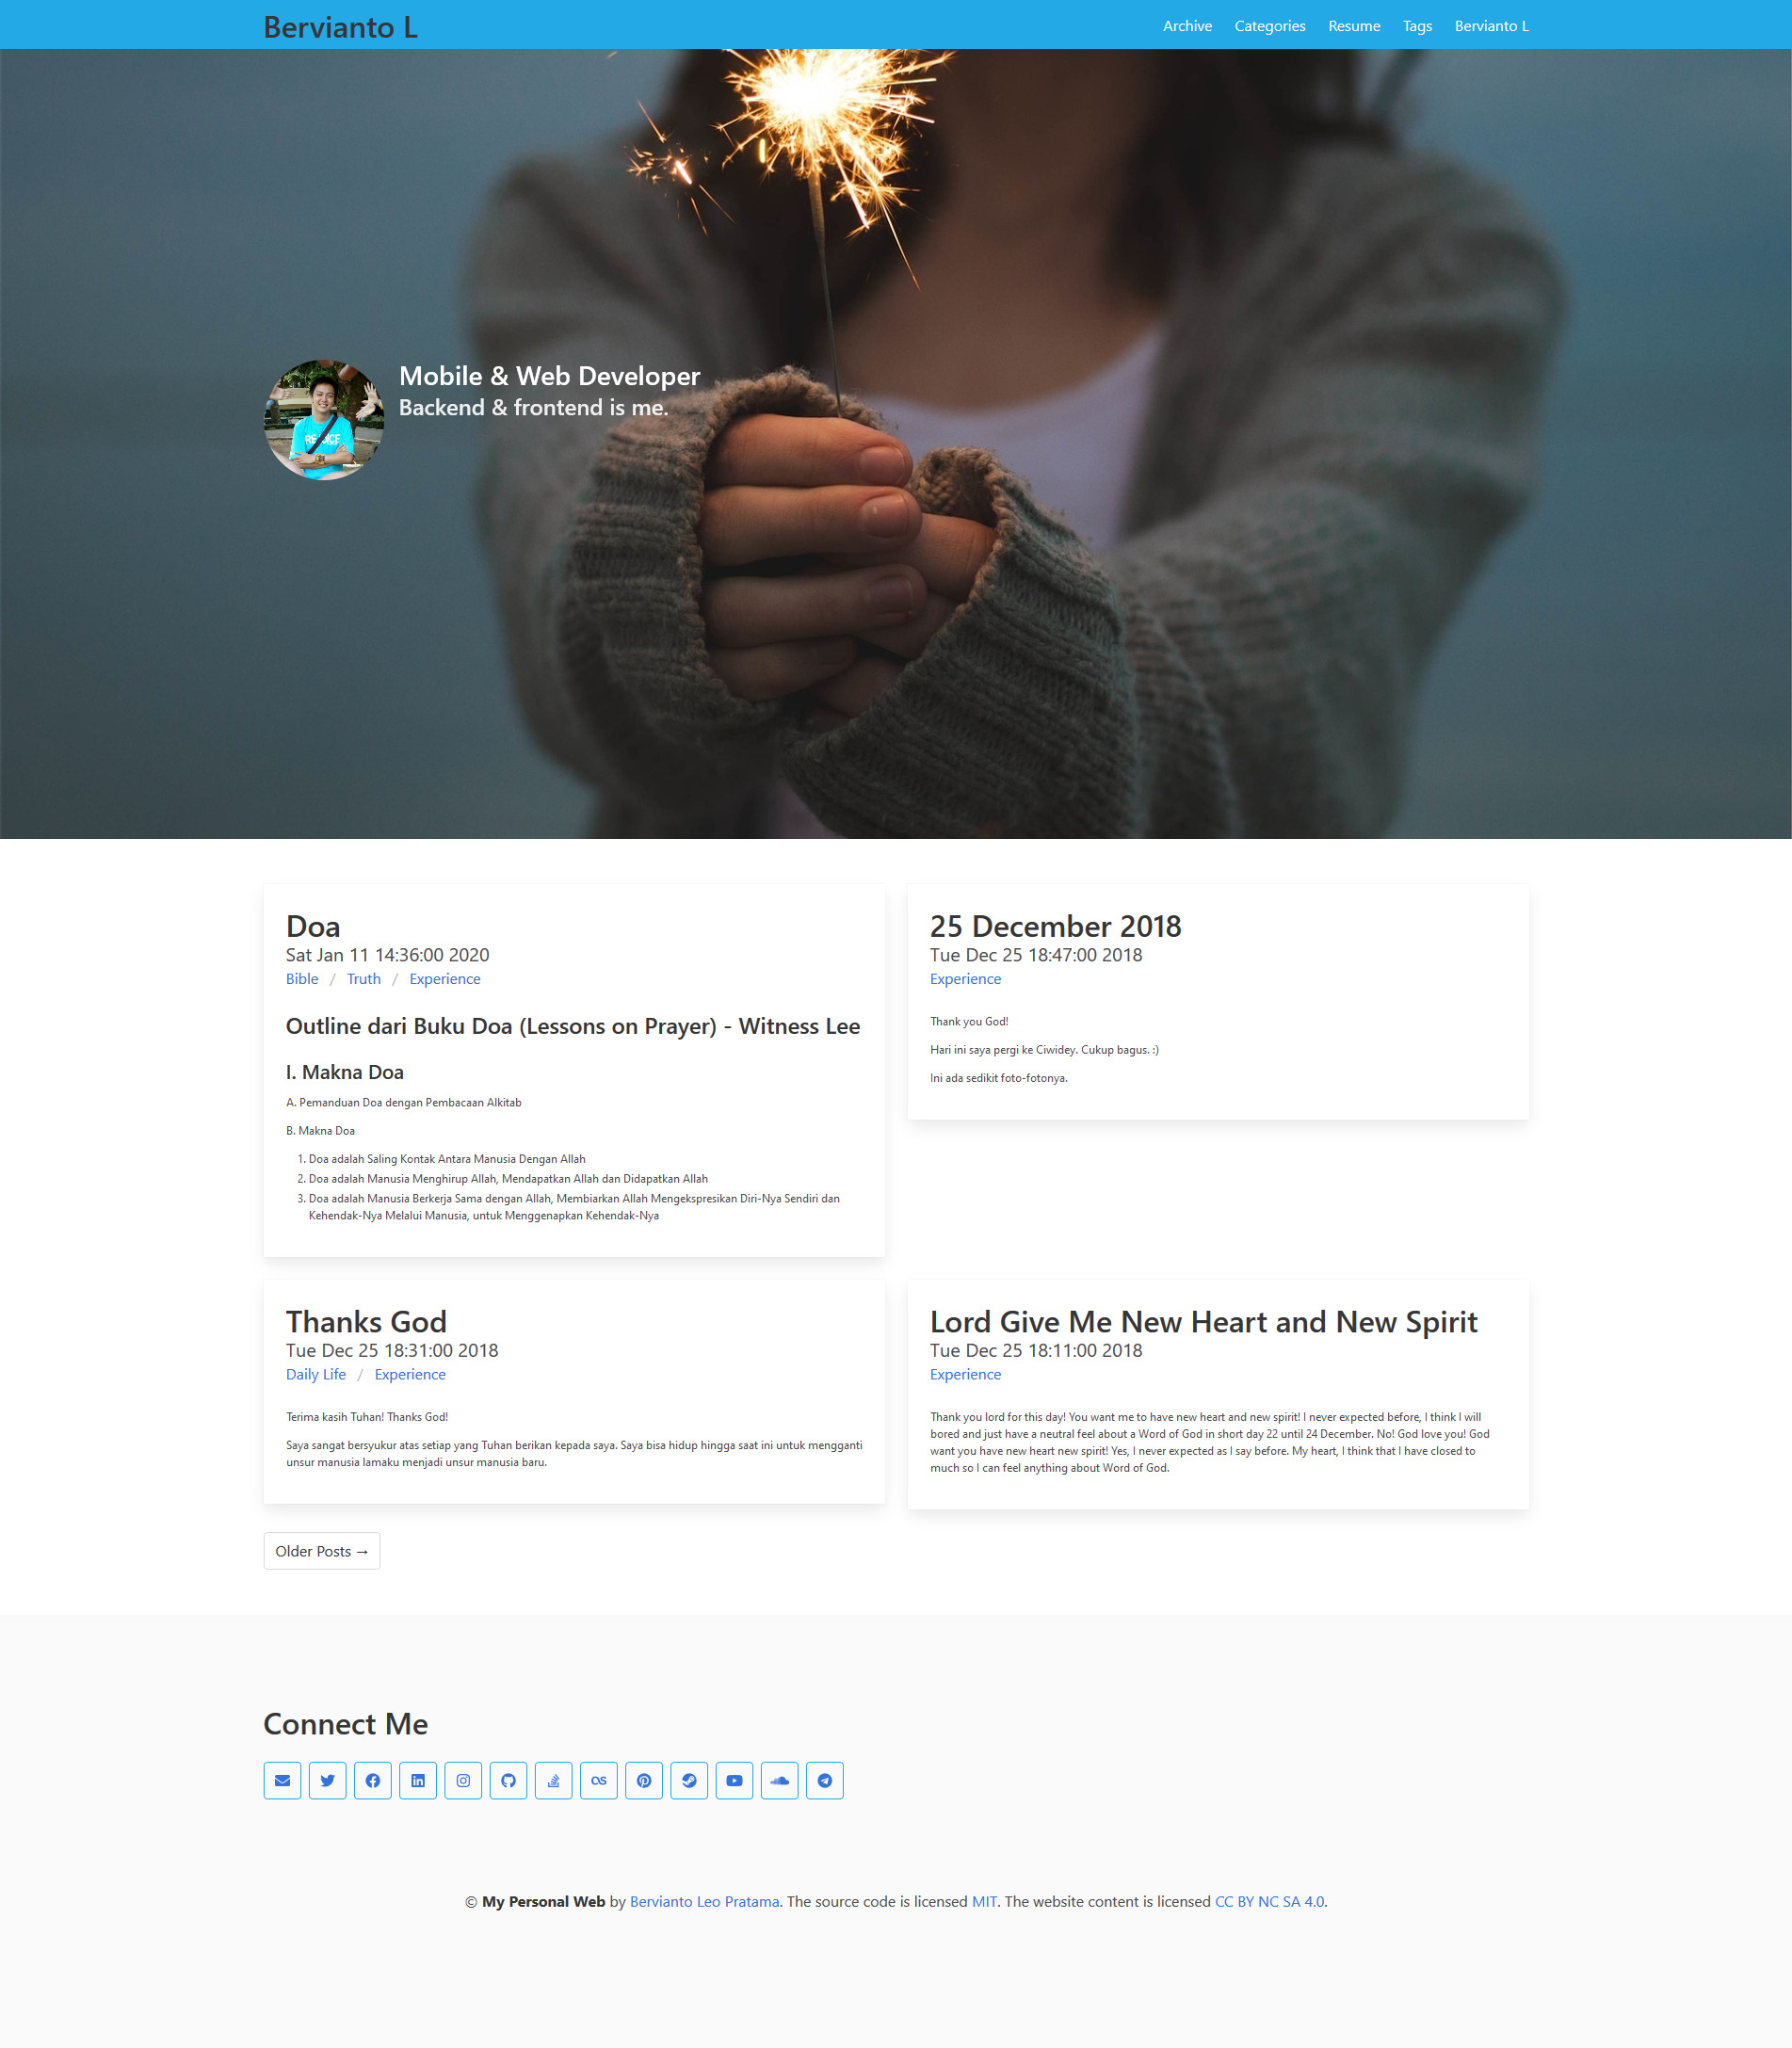 Bervianto L
Archive
Categories
Resume
Tags
Bervianto L
Mobile & Web Developer
Backend & frontend is me.
REJOICE
Doa
Sat Jan 11 14:36:00 2020
Bible / Truth / Experience
Outline dari Buku Doa (Lessons on Prayer) - Witness Lee
I. Makna Doa
A. Pemanduan Doa dengan Pembacaan Alkitab
B. Makna Doa
1. Doa adalah Saling Kontak Antara Manusia Dengan Allah
2. Doa adalah Manusia Menghirup Allah, Mendapatkan Allah dan Didapatkan Allah
3. Doa adalah Manusia Berkerja Sama dengan Allah, Membiarkan Allah Mengekspresikan Diri-Nya Sendiri dan
Kehendak-Nya Melalui Manusia, untuk Menggenapkan Kehendak-Nya
25 December 2018
Tue Dec 25 18:47:00 2018
Experience
Thank you God!
Hari ini saya pergi ke Ciwidey. Cukup bagus. :)
Ini ada sedikit foto-fotonya.
Thanks God
Tue Dec 25 18:31:00 2018
Daily Life / Experience
Terima kasih Tuhan! Thanks God!
Saya sangat bersyukur atas setiap yang Tuhan berikan kepada saya. Saya bisa hidup hingga saat ini untuk mengganti
unsur manusia lamaku menjadi unsur manusia baru.
Lord Give Me New Heart and New Spirit
Tue Dec 25 18:11:00 2018
Experience
Thank you lord for this day! You want me to have new heart and new spirit! I never expected before, I think I will
bored and just have a neutral feel about a Word of God in short day 22 until 24 December. No! God love you! God
want you have new heart new spirit! Yes, I never expected as I say before. My heart, I think that I have closed to
much so I can feel anything about Word of God.
Older Posts →
Connect Me
© My Personal Web by Bervianto Leo Pratama. The source code is licensed MIT. The website content is licensed CC BY NC SA 4.0.